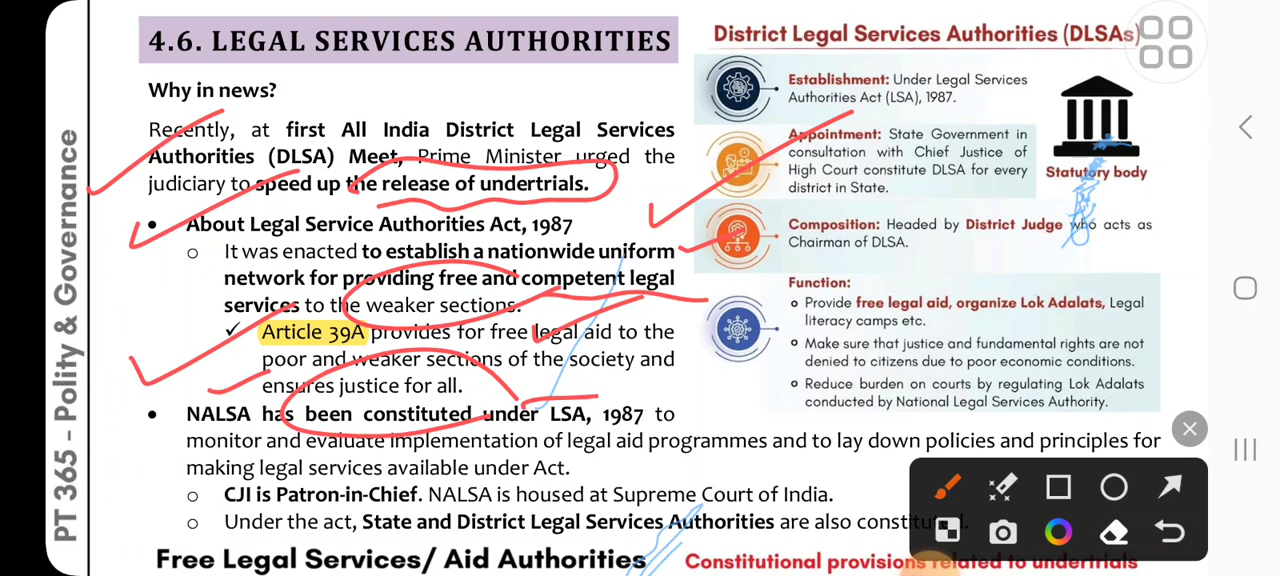 PT 365 - Polity & Governance
4.6. LEGAL SERVICES AUTHORITIES
Why in news?
Recently, at first All India District Legal Services
Authorities (DLSA) Meet, Prime Minister urged the
judiciary to speed up the release of undertrials.
• About Legal Service Authorities Act, 1987
o It was enacted to establish a nationwide uniform
network for providing free and competent legal
services to the weaker sections.
✓ Article 39A provides for free legal aid to the
poor and weaker sections of the society and
ensures justice for all.
• NALSA has been constituted under LSA, 1987 to
monitor and evaluate implementation of legal aid programmes and to lay down policies and principles for
making legal services available under Act.
o CJI is Patron-in-Chief. NALSA is housed at Supreme Court of India.
o Under the act, State and District Legal Services Authorities are also constituted.
Free Legal Services/ Aid Authorities
District Legal Services Authorities (DLSAs)
Establishment: Under Legal Services
Authorities Act (LSA), 1987.
Appointment: State Government in
consultation with Chief Justice of
High Court constitute DLSA for every
district in State.
Statutory body
Composition: Headed by District Judge who acts as
Chairman of DLSA.
Function:
o Provide free legal aid, organize Lok Adalats, Legal
literacy camps etc.
o Make sure that justice and fundamental rights are not
denied to citizens due to poor economic conditions.
o Reduce burden on courts by regulating Lok Adalats
conducted by National Legal Services Authority.
Constitutional provisions related to undertrials